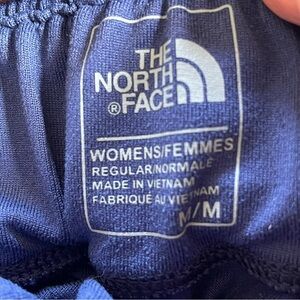 THE
NORTH
®FACE
WOMENS/FEMMES
REGULAR/NORMALE
MADE IN VIETNAM
FABRIQUÉ AU VIETNAM
M/M